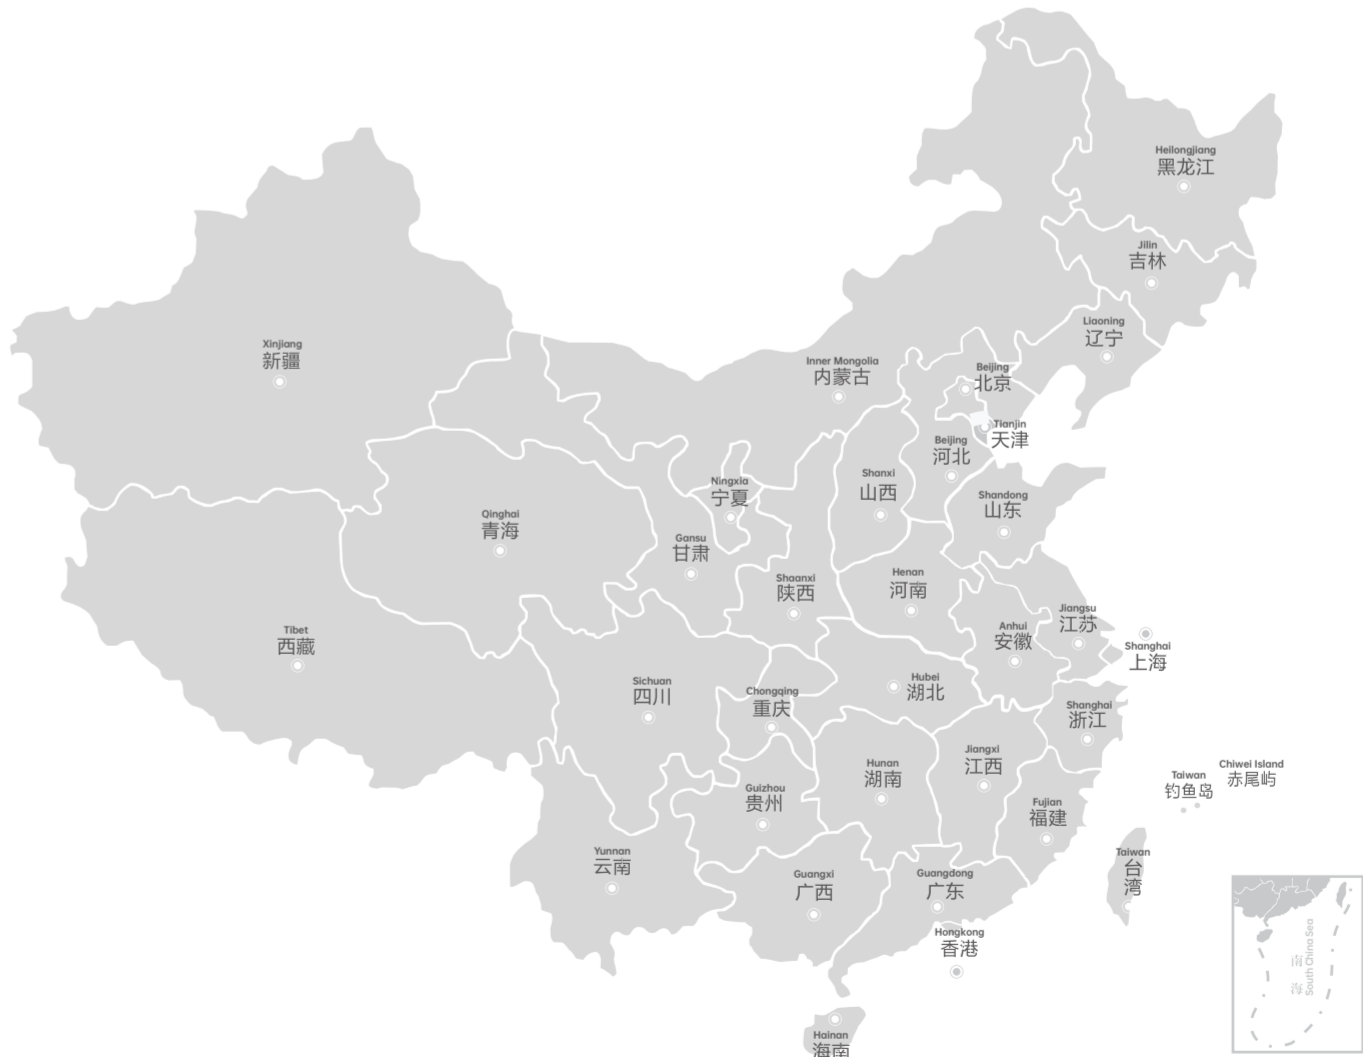 Heilongjiang
黑龙江
Jilin
吉林
Liaoning
辽宁
Xinjiang
新疆
Inner Mongolia
内蒙古
Beijing
北京
Tianjin
天津
Beijing
河北
Shanxi
山西
Ningxia
宁夏
Shandong
山东
Qinghai
青海
Gansu
甘肃
Shaanxi
陕西
Henan
河南
Jiangsu
江苏
Anhui
安徽
Shanghai
上海
Tibet
西藏
Sichuan
四川
Chongqing
重庆
Hubei
湖北
Shanghai
浙江
Jiangxi
江西
Hunan
湖南
Chiwei Island
赤尾屿
Taiwan
钓鱼岛
Guizhou
贵州
Fujian
福建
Yunnan
云南
Taiwan
台湾
Guangxi
广西
Guangdong
广东
Hongkong
香港
南海
South China Sea
Hainan
海南